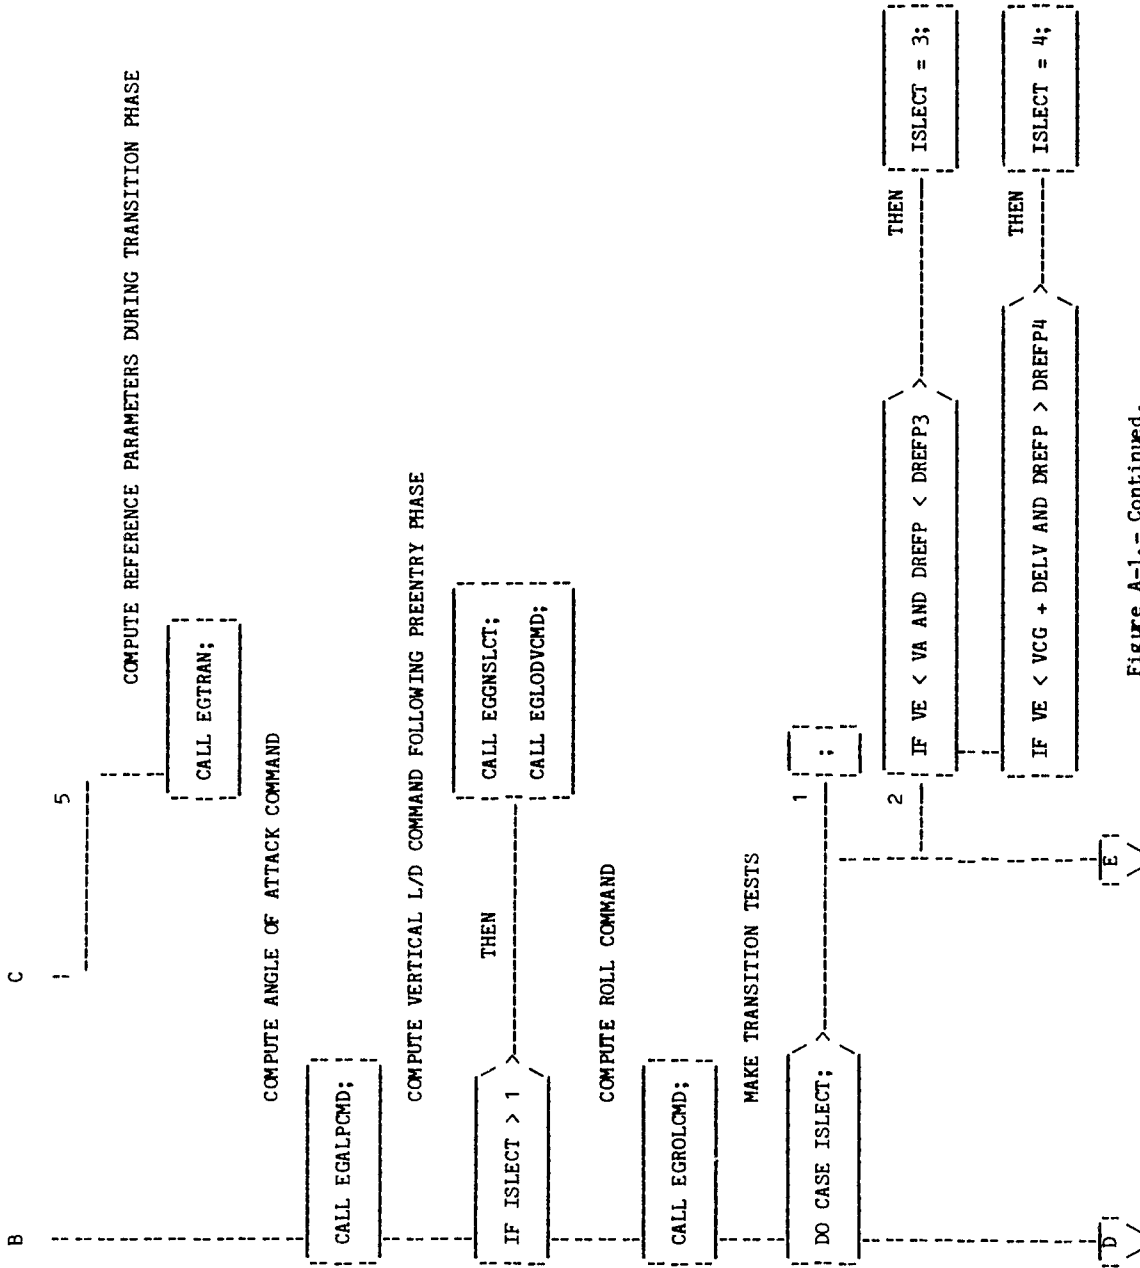 B
C
5
COMPUTE REFERENCE PARAMETERS DURING TRANSITION PHASE
CALL EGTRAN;
COMPUTE ANGLE OF ATTACK COMMAND
CALL EGALPCMD;
COMPUTE VERTICAL L/D COMMAND FOLLOWING PREENTRY PHASE
IF ISLECT > 1
THEN
CALL EGGNSLCT;
CALL EGLODVCMD;
COMPUTE ROLL COMMAND
CALL EGROLCMD;
MAKE TRANSITION TESTS
DO CASE ISLECT;
1
;
2
IF VE < VA AND DREFP < DREFP3
THEN
ISLECT = 3;
IF VE < VCG + DELV AND DREFP > DREFP4
THEN
ISLECT = 4;
D
E
Figure A-1.- Continued.